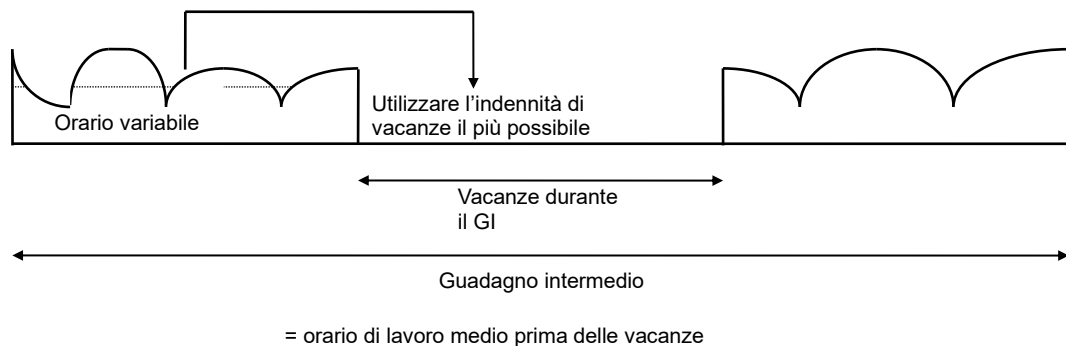 Orario variabile
Utilizzare l'indennità di
vacanze il più possibile
Vacanze durante
il GI
Guadagno intermedio
= orario di lavoro medio prima delle vacanze